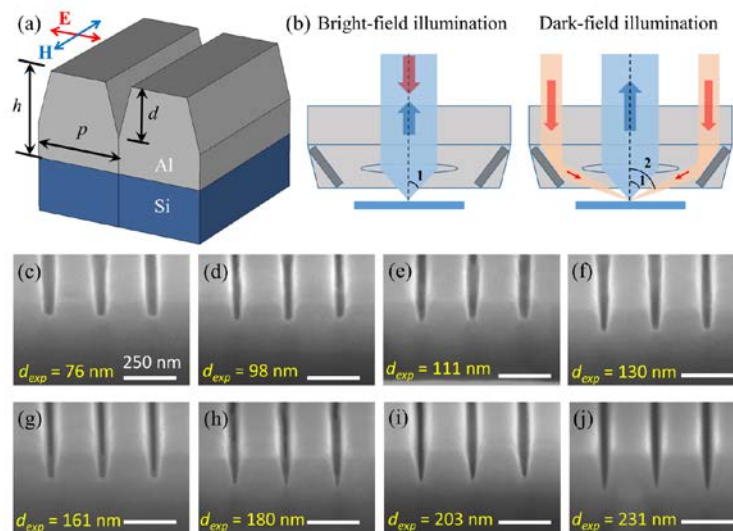 (a)
E
H
h
p
d
Al
Si
(b)
Bright-field illumination
Dark-field illumination
1
2
1
(c)
d_exp = 76 nm
250 nm
(d)
d_exp = 98 nm
(e)
d_exp = 111 nm
(f)
d_exp = 130 nm
(g)
d_exp = 161 nm
(h)
d_exp = 180 nm
(i)
d_exp = 203 nm
(j)
d_exp = 231 nm